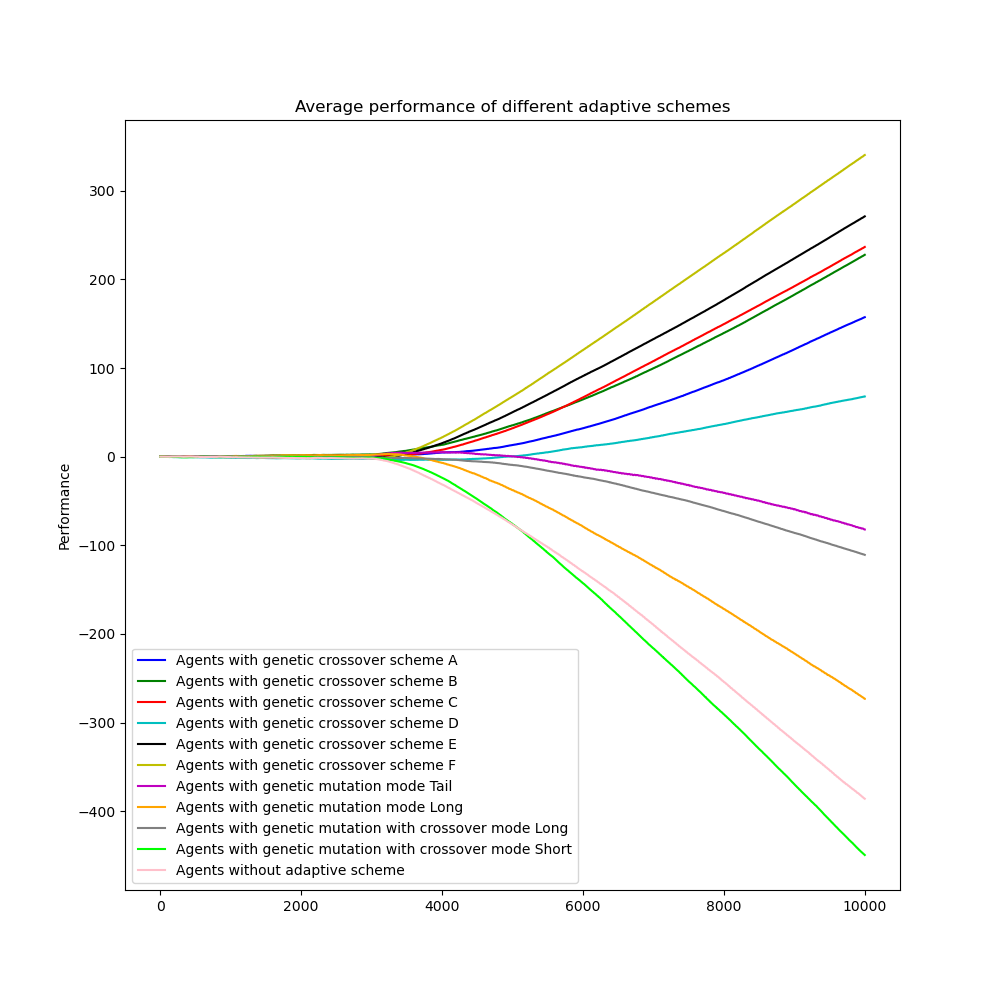 Average performance of different adaptive schemes
300
200
100
0
−100
−200
−300
−400
Performance
Agents with genetic crossover scheme A
Agents with genetic crossover scheme B
Agents with genetic crossover scheme C
Agents with genetic crossover scheme D
Agents with genetic crossover scheme E
Agents with genetic crossover scheme F
Agents with genetic mutation mode Tail
Agents with genetic mutation mode Long
Agents with genetic mutation with crossover mode Long
Agents with genetic mutation with crossover mode Short
Agents without adaptive scheme
0 2000 4000 6000 8000 10000